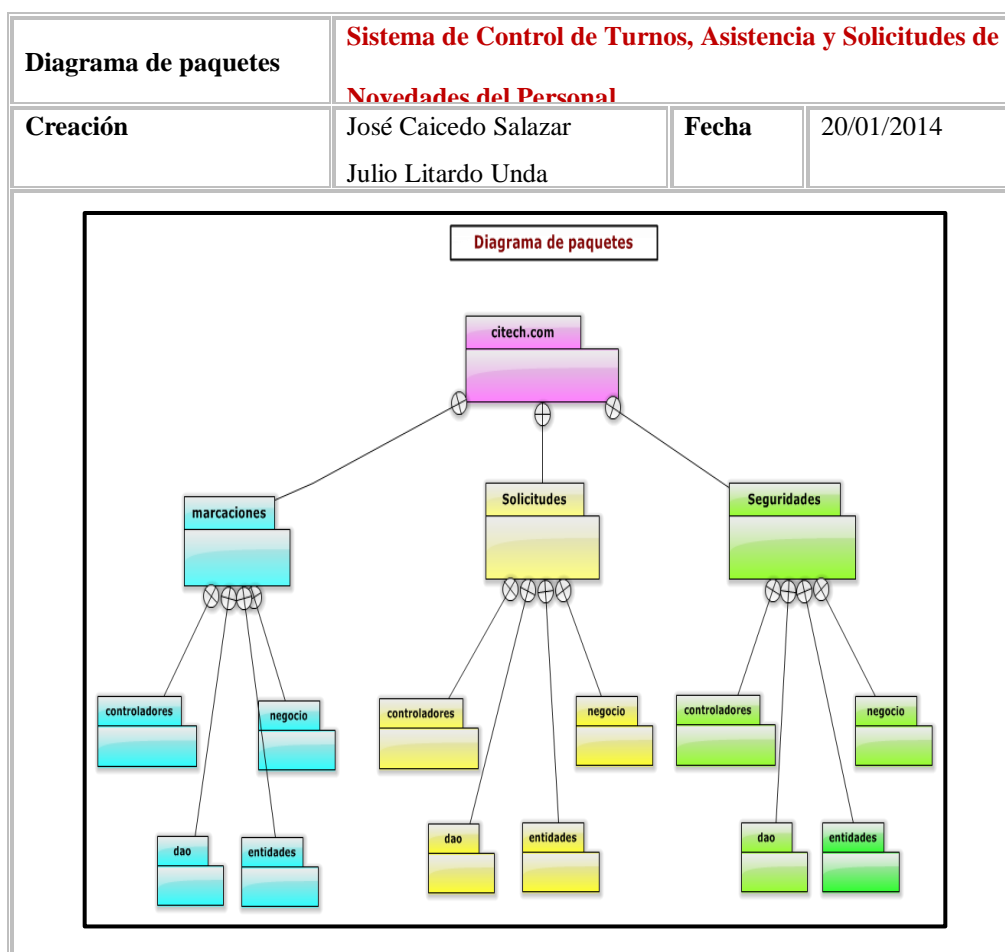 Diagrama de paquetes
Sistema de Control de Turnos, Asistencia y Solicitudes de
Novedades del Personal
Creación
José Caicedo Salazar
Julio Litardo Unda
Fecha
20/01/2014
Diagrama de paquetes
citech.com
marcaciones
Solicitudes
Seguridades
controladores
negocio
controladores
negocio
controladores
negocio
dao
entidades
dao
entidades
dao
entidades